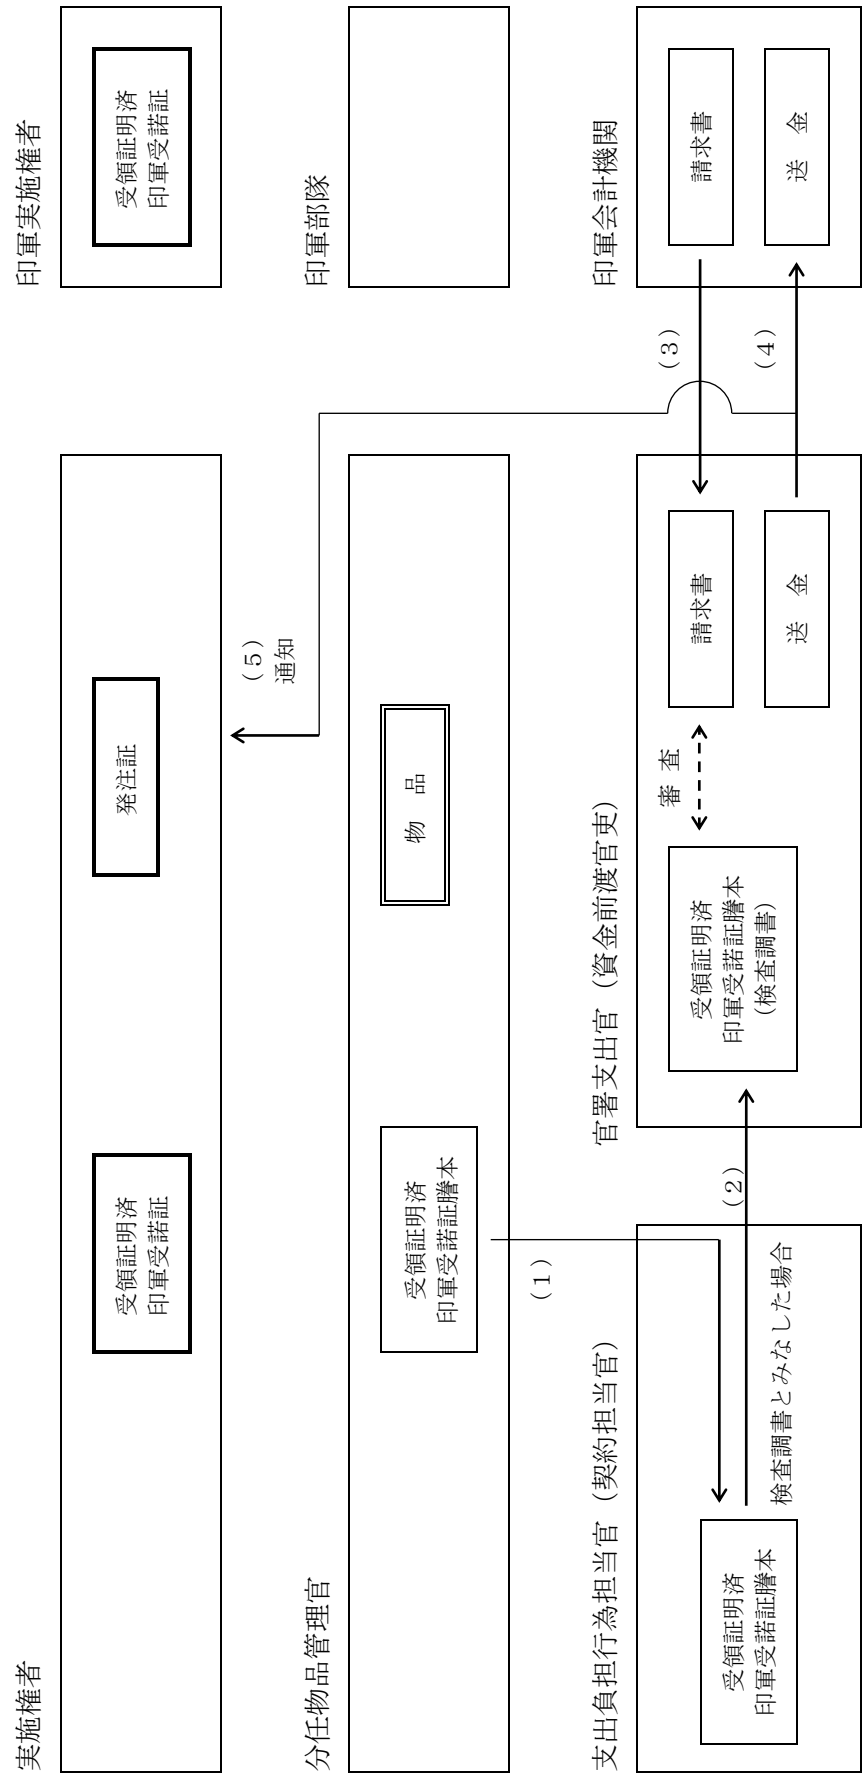 実施権者
受領証明済
印軍受諾証
発注証
印軍実施権者
受領証明済
印軍受諾証
（５）
通知
分任物品管理官
受領証明済
印軍受諾証謄本
物　品
印軍部隊
（１）
支出負担行為担当官（契約担当官）
受領証明済
印軍受諾証謄本
検査調書とみなした場合
（２）
官署支出官（資金前渡官吏）
受領証明済
印軍受諾証謄本
（検査調書）
審　査
請求書
送　金
（３）
（４）
印軍会計機関
請求書
送　金